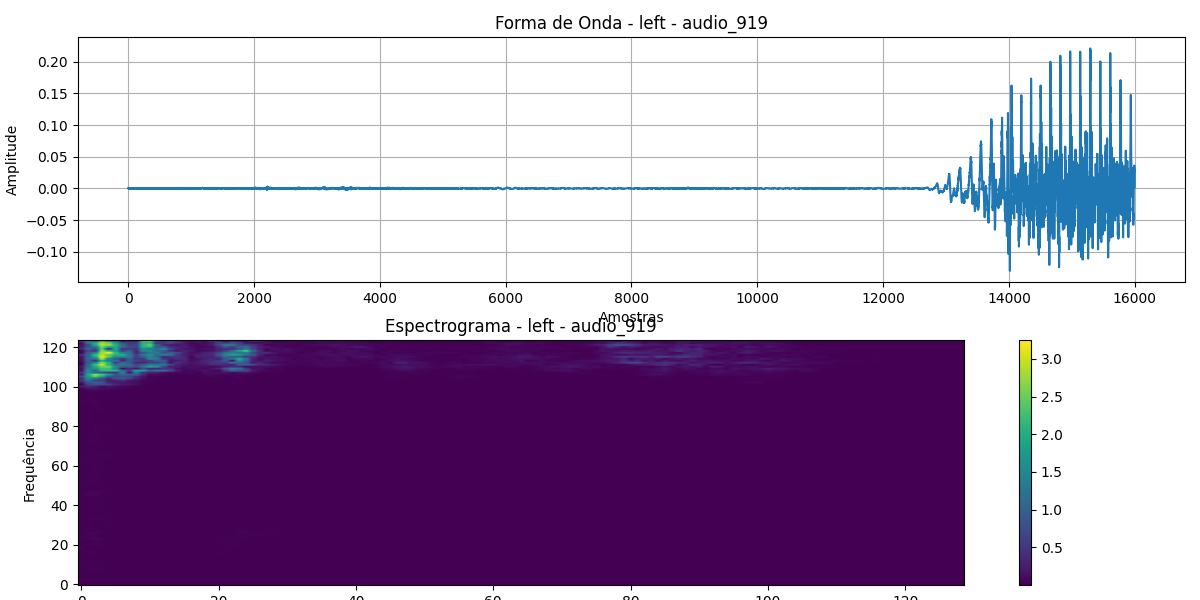 Forma de Onda - left - audio_919
Amplitude
0.20
0.15
0.10
0.05
0.00
−0.05
−0.10
0 2000 4000 6000 8000 10000 12000 14000 16000
Amostras
Espectrograma - left - audio_919
Frequência
120
100
80
60
40
20
0
0 20 40 60 80 100 120
3.0
2.5
2.0
1.5
1.0
0.5